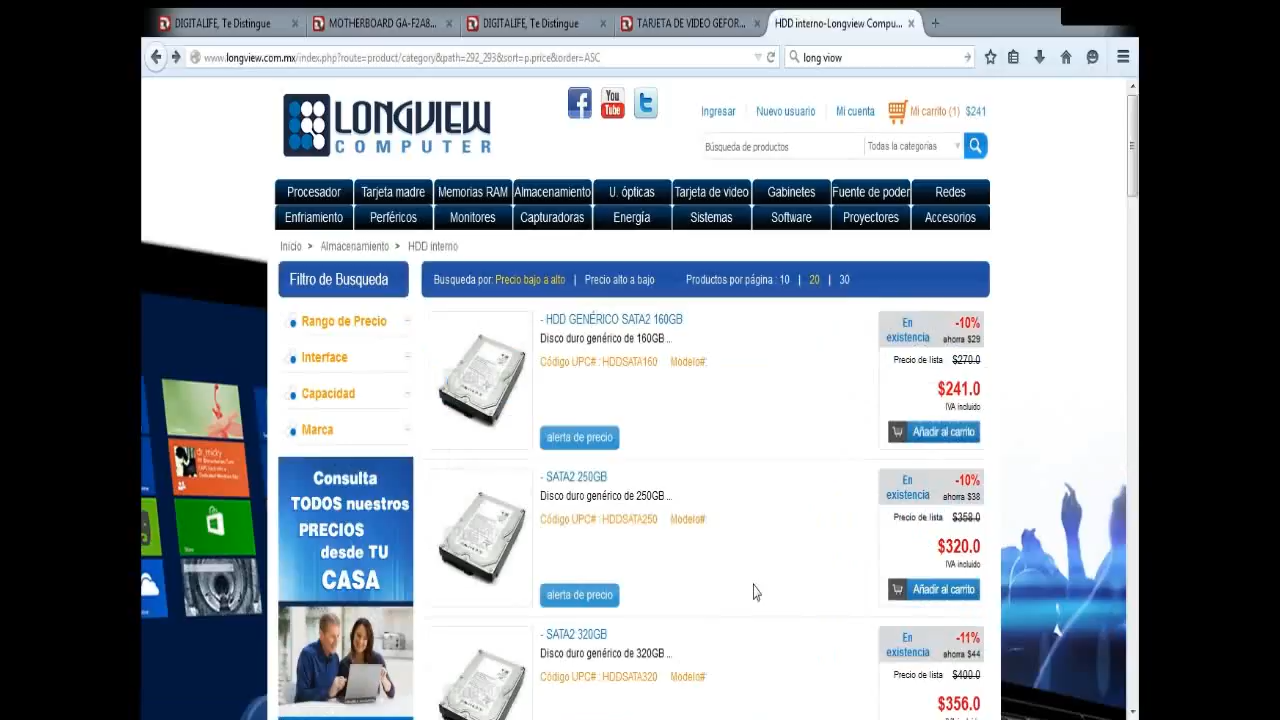 DIGITALIFE, Te Distingue
MOTHERBOARD GA-F2A8...
DIGITALIFE, Te Distingue
TARJETA DE VIDEO GEFOR...
HDD interno-Longview Compu...
www.longview.com.mx/index.php?route=product/category&path=292_293&sort=p.price&order=ASC
long viow
LONGVIEW
COMPUTER
You
Tube
Ingresar
Nuevo usuario
Mi cuenta
Mi carrito (1) $241
Búsqueda de productos
Todas la categorias
Procesador Tarjeta madre Memorias RAM Almacenamiento U. ópticas Tarjeta de video Gabinetes Fuente de poder Redes
Enfriamiento Perféricos Monitores Capturadoras Energía Sistemas Software Proyectores Accesorios
Inicio > Almacenamiento > HDD interno
Filtro de Busqueda
Busqueda por: Precio bajo a alto | Precio alto a bajo Productos por página : 10 | 20 | 30
Rango de Precio
Interface
Capacidad
Marca
Consulta
TODOS nuestros
PRECIOS
desde TU
CASA
- HDD GENÉRICO SATA2 160GB
Disco duro genérico de 160GB ...
Código UPC# : HDDSATA160 Modelo#:
alerta de precio
En existencia
-10%
ahorra $29
Precio de lista $270.0
$241.0
IVA incluido
Añadir al carrito
- SATA2 250GB
Disco duro genérico de 250GB ...
Código UPC# : HDDSATA250 Modelo#:
alerta de precio
En existencia
-10%
ahorra $38
Precio de lista $358.0
$320.0
IVA incluido
Añadir al carrito
- SATA2 320GB
Disco duro genérico de 320GB ...
Código UPC# : HDDSATA320 Modelo#:
En existencia
-11%
ahorra $44
Precio de lista $400.0
$356.0